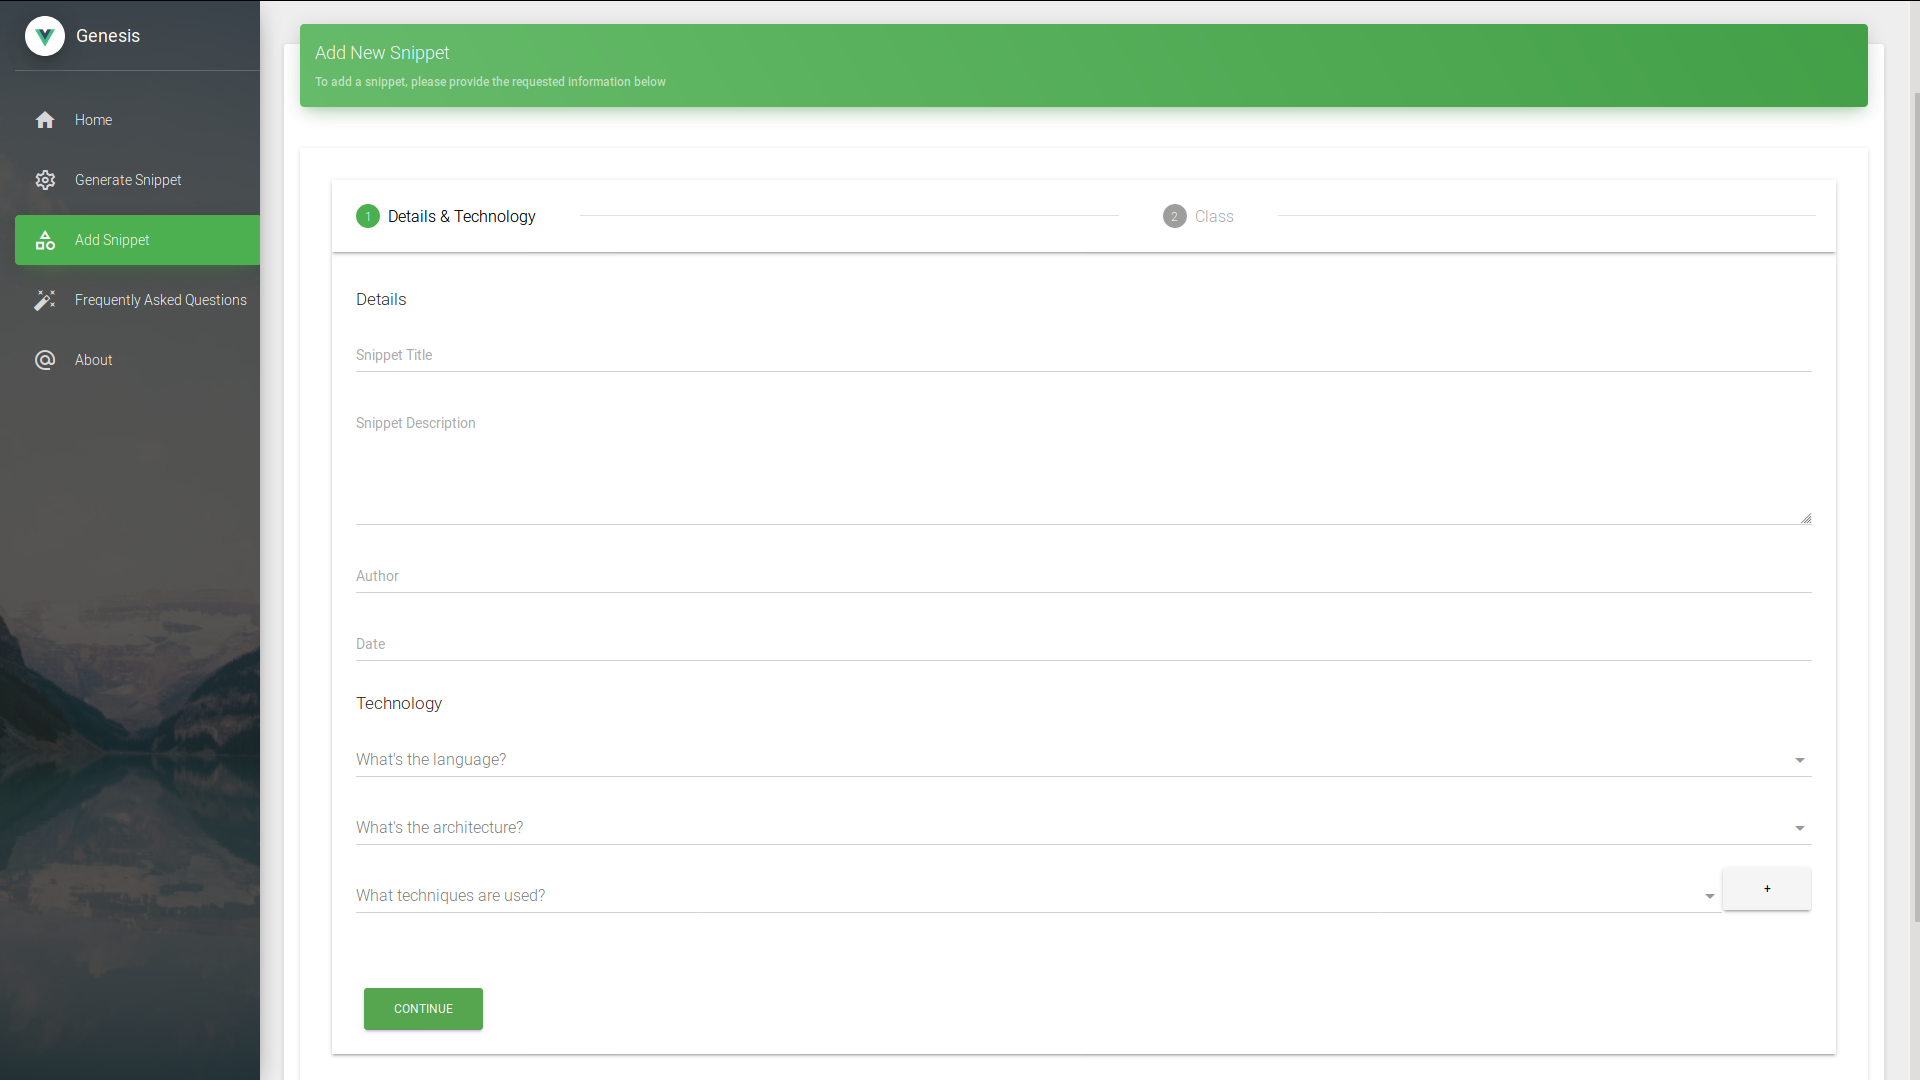 Genesis
Home
Generate Snippet
Add Snippet
Frequently Asked Questions
About
Add New Snippet
To add a snippet, please provide the requested information below
1 Details & Technology
2 Class
Details
Snippet Title
Snippet Description
Author
Date
Technology
What's the language?
What's the architecture?
What techniques are used?
+
CONTINUE